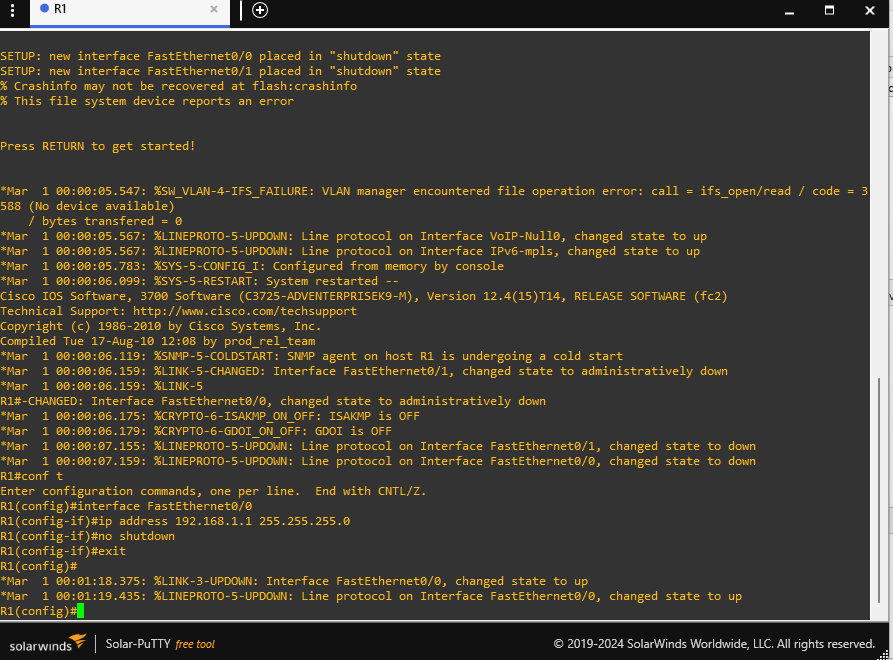 R1
SETUP: new interface FastEthernet0/0 placed in "shutdown" state
SETUP: new interface FastEthernet0/1 placed in "shutdown" state
% Crashinfo may not be recovered at flash:crashinfo
% This file system device reports an error
Press RETURN to get started!
*Mar  1 00:00:05.547: %SW_VLAN-4-IFS_FAILURE: VLAN manager encountered file operation error: call = ifs_open/read / code = 3
588 (No device available)
    / bytes transfered = 0
*Mar  1 00:00:05.567: %LINEPROTO-5-UPDOWN: Line protocol on Interface VoIP-Null0, changed state to up
*Mar  1 00:00:05.567: %LINEPROTO-5-UPDOWN: Line protocol on Interface IPv6-mpls, changed state to up
*Mar  1 00:00:05.783: %SYS-5-CONFIG_I: Configured from memory by console
*Mar  1 00:00:06.099: %SYS-5-RESTART: System restarted --
Cisco IOS Software, 3700 Software (C3725-ADVENTERPRISEK9-M), Version 12.4(15)T14, RELEASE SOFTWARE (fc2)
Technical Support: http://www.cisco.com/techsupport
Copyright (c) 1986-2010 by Cisco Systems, Inc.
Compiled Tue 17-Aug-10 12:08 by prod_rel_team
*Mar  1 00:00:06.119: %SNMP-5-COLDSTART: SNMP agent on host R1 is undergoing a cold start
*Mar  1 00:00:06.159: %LINK-5-CHANGED: Interface FastEthernet0/1, changed state to administratively down
*Mar  1 00:00:06.159: %LINK-5
R1#-CHANGED: Interface FastEthernet0/0, changed state to administratively down
*Mar  1 00:00:06.175: %CRYPTO-6-ISAKMP_ON_OFF: ISAKMP is OFF
*Mar  1 00:00:06.179: %CRYPTO-6-GDOI_ON_OFF: GDOI is OFF
*Mar  1 00:00:07.155: %LINEPROTO-5-UPDOWN: Line protocol on Interface FastEthernet0/1, changed state to down
*Mar  1 00:00:07.159: %LINEPROTO-5-UPDOWN: Line protocol on Interface FastEthernet0/0, changed state to down
R1#conf t
Enter configuration commands, one per line.  End with CNTL/Z.
R1(config)#interface FastEthernet0/0
R1(config-if)#ip address 192.168.1.1 255.255.255.0
R1(config-if)#no shutdown
R1(config-if)#exit
R1(config)#
*Mar  1 00:01:18.375: %LINK-3-UPDOWN: Interface FastEthernet0/0, changed state to up
*Mar  1 00:01:19.435: %LINEPROTO-5-UPDOWN: Line protocol on Interface FastEthernet0/0, changed state to up
R1(config)#
solarwinds Solar-PuTTY free tool © 2019-2024 SolarWinds Worldwide, LLC. All rights reserved.